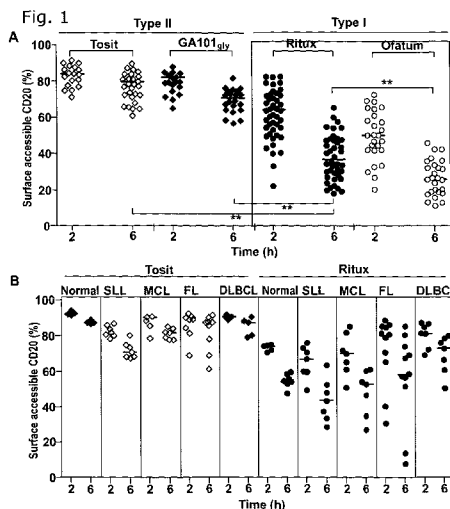 Fig. 1
A
Type II Type I
Tosit GA101gly Ritux Ofatum
Surface accessible CD20 (%)
100
80
60
40
20
0
**
**
**
2 6 2 6 2 6 2 6
Time (h)
B
Tosit Ritux
Normal SLL MCL FL DLBCL Normal SLL MCL FL DLBCL
Surface accessible CD20 (%)
100
80
60
40
20
0
2 6 2 6 2 6 2 6 2 6 2 6 2 6 2 6 2 6 2 6
Time (h)